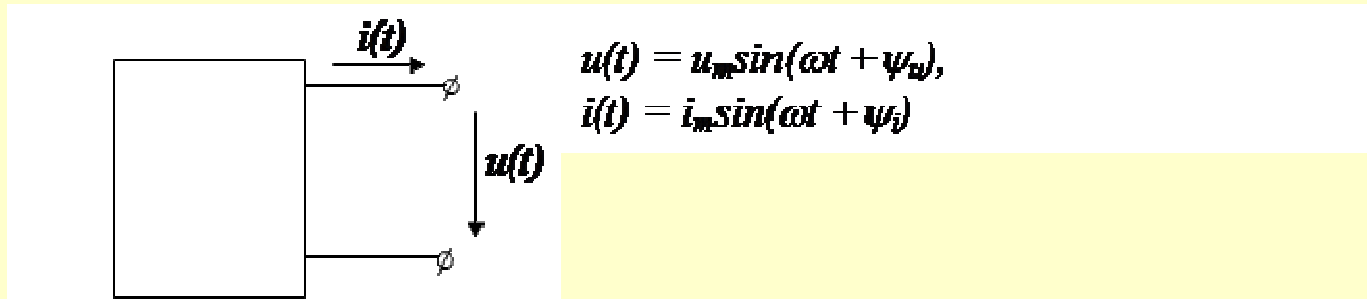 i(t)
u(t) = uₘsin(ωt + ψᵤ),
i(t) = iₘsin(ωt + ψᵢ)
u(t)